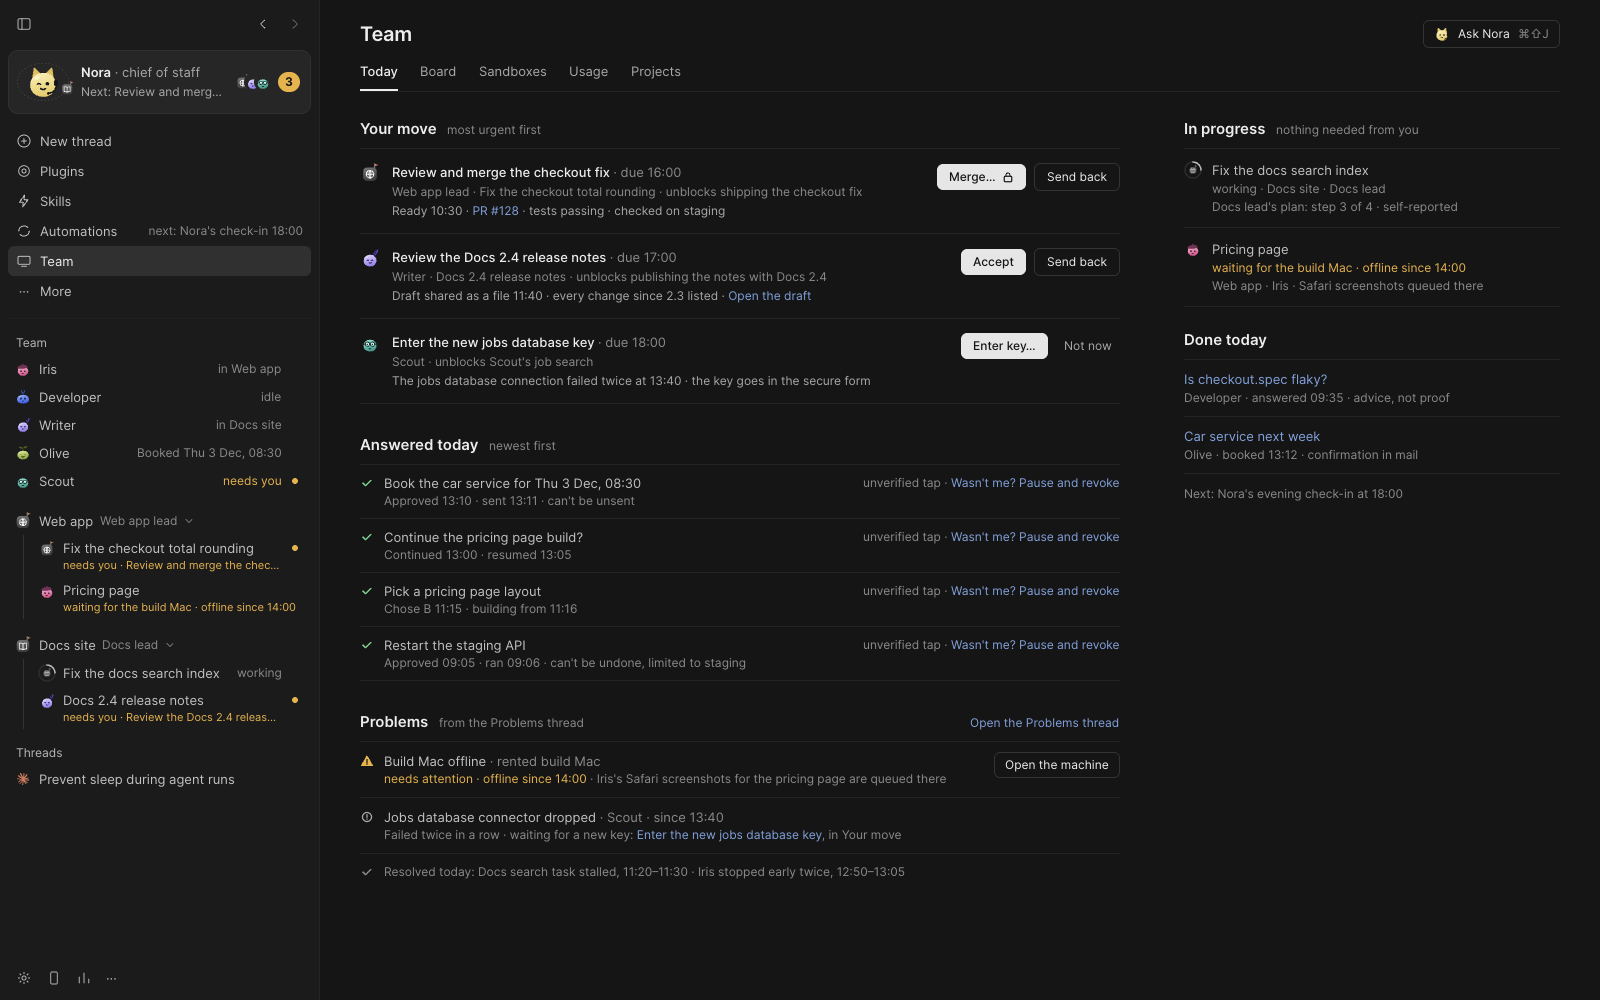 Nora · chief of staff
Next: Review and merg...
3
New thread
Plugins
Skills
Automations
next: Nora's check-in 18:00
Team
More
Team
Iris
in Web app
Developer
idle
Writer
in Docs site
Olive
Booked Thu 3 Dec, 08:30
Scout
needs you
Web app Web app lead
Fix the checkout total rounding
needs you · Review and merge the chec...
Pricing page
waiting for the build Mac · offline since 14:00
Docs site Docs lead
Fix the docs search index
working
Docs 2.4 release notes
needs you · Review the Docs 2.4 releas...
Threads
Prevent sleep during agent runs
Team
Ask Nora ⌘⇧J
Today
Board
Sandboxes
Usage
Projects
Your move most urgent first
Review and merge the checkout fix · due 16:00
Web app lead · Fix the checkout total rounding · unblocks shipping the checkout fix
Ready 10:30 · PR #128 · tests passing · checked on staging
Merge...
Send back
Review the Docs 2.4 release notes · due 17:00
Writer · Docs 2.4 release notes · unblocks publishing the notes with Docs 2.4
Draft shared as a file 11:40 · every change since 2.3 listed · Open the draft
Accept
Send back
Enter the new jobs database key · due 18:00
Scout · unblocks Scout's job search
The jobs database connection failed twice at 13:40 · the key goes in the secure form
Enter key...
Not now
Answered today newest first
Book the car service for Thu 3 Dec, 08:30
Approved 13:10 · sent 13:11 · can't be unsent
unverified tap · Wasn't me? Pause and revoke
Continue the pricing page build?
Continued 13:00 · resumed 13:05
unverified tap · Wasn't me? Pause and revoke
Pick a pricing page layout
Chose B 11:15 · building from 11:16
unverified tap · Wasn't me? Pause and revoke
Restart the staging API
Approved 09:05 · ran 09:06 · can't be undone, limited to staging
unverified tap · Wasn't me? Pause and revoke
Problems from the Problems thread
Open the Problems thread
Build Mac offline · rented build Mac
needs attention · offline since 14:00 · Iris's Safari screenshots for the pricing page are queued there
Open the machine
Jobs database connector dropped · Scout · since 13:40
Failed twice in a row · waiting for a new key: Enter the new jobs database key, in Your move
Resolved today: Docs search task stalled, 11:20–11:30 · Iris stopped early twice, 12:50–13:05
In progress nothing needed from you
Fix the docs search index
working · Docs site · Docs lead
Docs lead's plan: step 3 of 4 · self-reported
Pricing page
waiting for the build Mac · offline since 14:00
Web app · Iris · Safari screenshots queued there
Done today
Is checkout.spec flaky?
Developer · answered 09:35 · advice, not proof
Car service next week
Olive · booked 13:12 · confirmation in mail
Next: Nora's evening check-in at 18:00